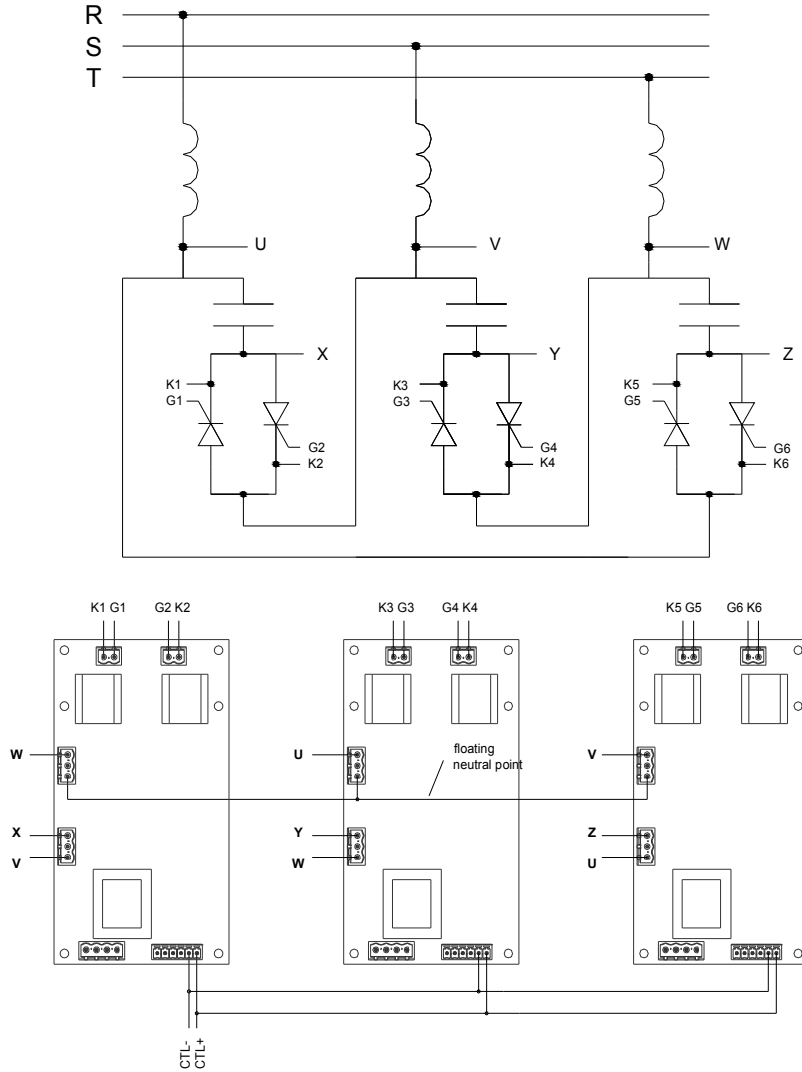 R
S
T
U V W
X Y Z
K1 K3 K5
G1 G3 G5
G2 G4 G6
K2 K4 K6
K1 G1 G2 K2 K3 G3 G4 K4 K5 G5 G6 K6
W U floating V
neutral point
X Y Z
V W U
CTL-
CTL+